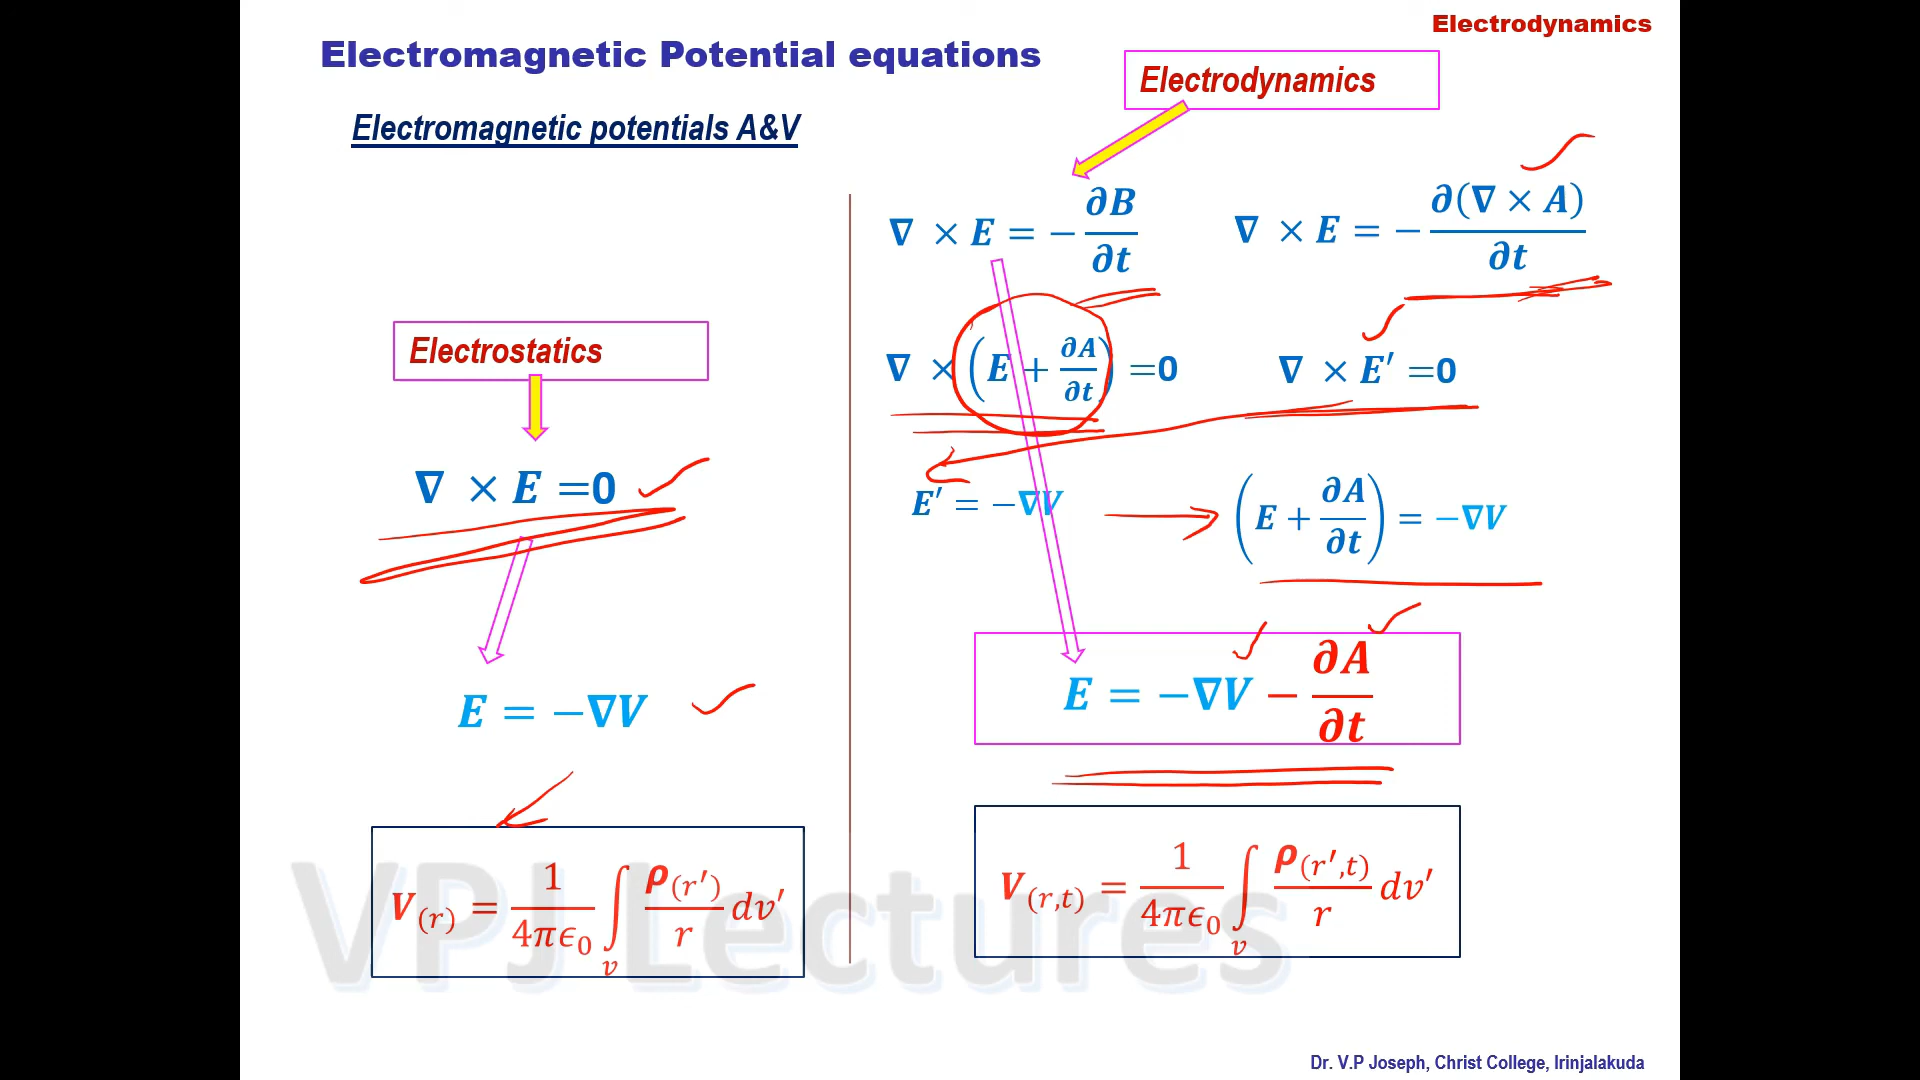 Electrodynamics
Electromagnetic Potential equations
Electrodynamics
Electromagnetic potentials A&V
∇ × E = − ∂B/∂t
∇ × E = − ∂(∇ × A)/∂t
Electrostatics
∇ × (E + ∂A/∂t) =0
∇ × E′ =0
∇ × E =0
E′ = −∇V
(E + ∂A/∂t) = −∇V
E = −∇V
E = −∇V − ∂A/∂t
V(r) = 1/4πϵ0 ∫v ρ(r′)/r dv′
V(r,t) = 1/4πϵ0 ∫v ρ(r′,t)/r dv′
VPJ Lectures
Dr. V.P Joseph, Christ College, Irinjalakuda